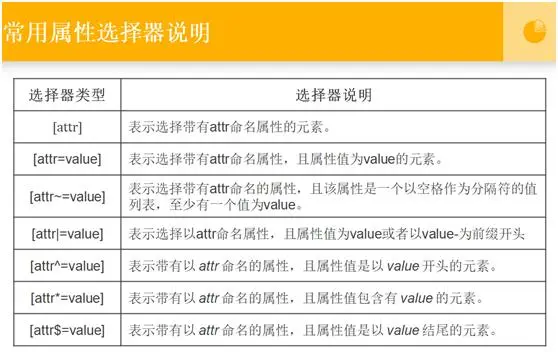 常用属性选择器说明
选择器类型 选择器说明
[attr] 表示选择带有attr命名属性的元素。
[attr=value] 表示选择带有attr命名属性，且属性值为value的元素。
[attr~=value] 表示选择带有attr命名的属性，且该属性是一个以空格作为分隔符的值
列表，至少有一个值为value。
[attr|=value] 表示选择以attr命名属性，且属性值为value或者以value-为前缀开头
[attr^=value] 表示带有以 attr 命名的属性，且属性值是以 value 开头的元素。
[attr*=value] 表示带有以 attr 命名的属性，且属性值包含有 value 的元素。
[attr$=value] 表示带有以 attr 命名的属性，且属性值是以 value 结尾的元素。